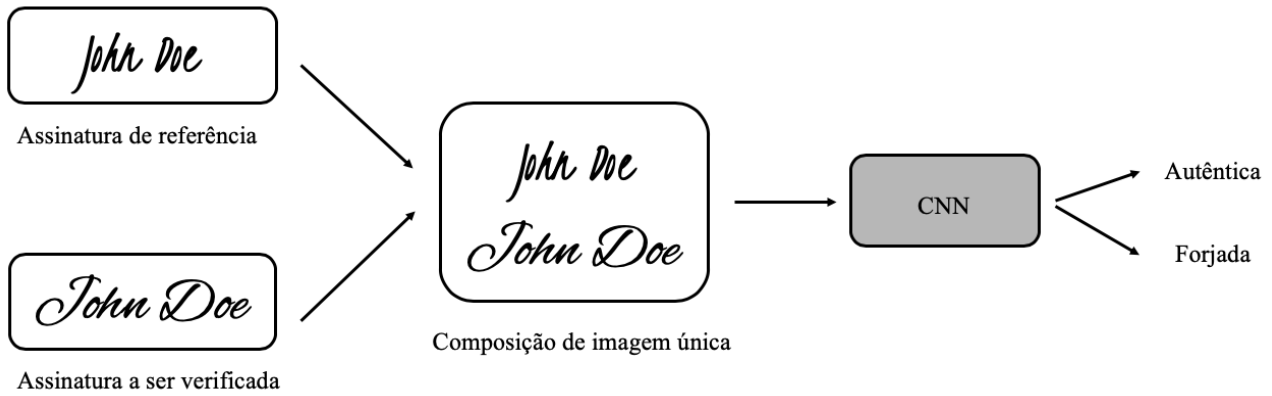 John Doe
Assinatura de referência
John Doe
Assinatura a ser verificada
John Doe
John Doe
Composição de imagem única
CNN
Autêntica
Forjada